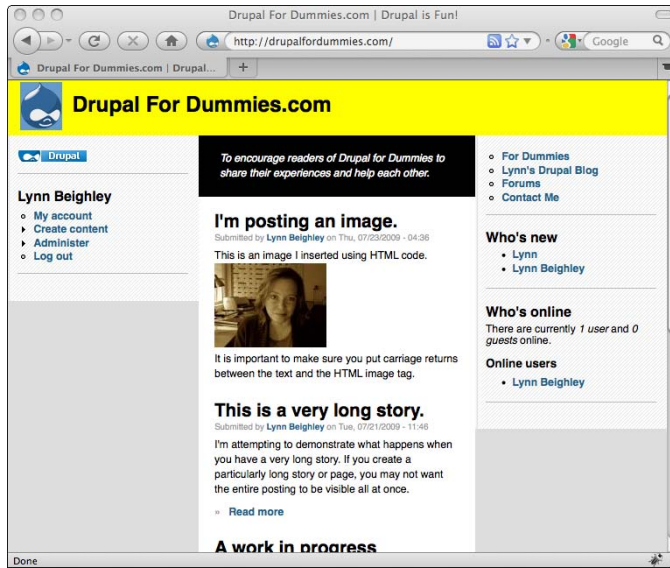 Drupal For Dummies.com | Drupal is Fun!
http://drupalfordummies.com/
Google
Drupal For Dummies.com | Drupal...
Drupal For Dummies.com
Drupal
Lynn Beighley
My account
Create content
Administer
Log out
To encourage readers of Drupal for Dummies to
share their experiences and help each other.
I'm posting an image.
Submitted by Lynn Beighley on Thu, 07/23/2009 - 04:36
This is an image I inserted using HTML code.
It is important to make sure you put carriage returns
between the text and the HTML image tag.
This is a very long story.
Submitted by Lynn Beighley on Tue, 07/21/2009 - 11:46
I'm attempting to demonstrate what happens when
you have a very long story. If you create a
particularly long story or page, you may not want
the entire posting to be visible all at once.
» Read more
A work in progress
For Dummies
Lynn's Drupal Blog
Forums
Contact Me
Who's new
Lynn
Lynn Beighley
Who's online
There are currently 1 user and 0
guests online.
Online users
Lynn Beighley
Done